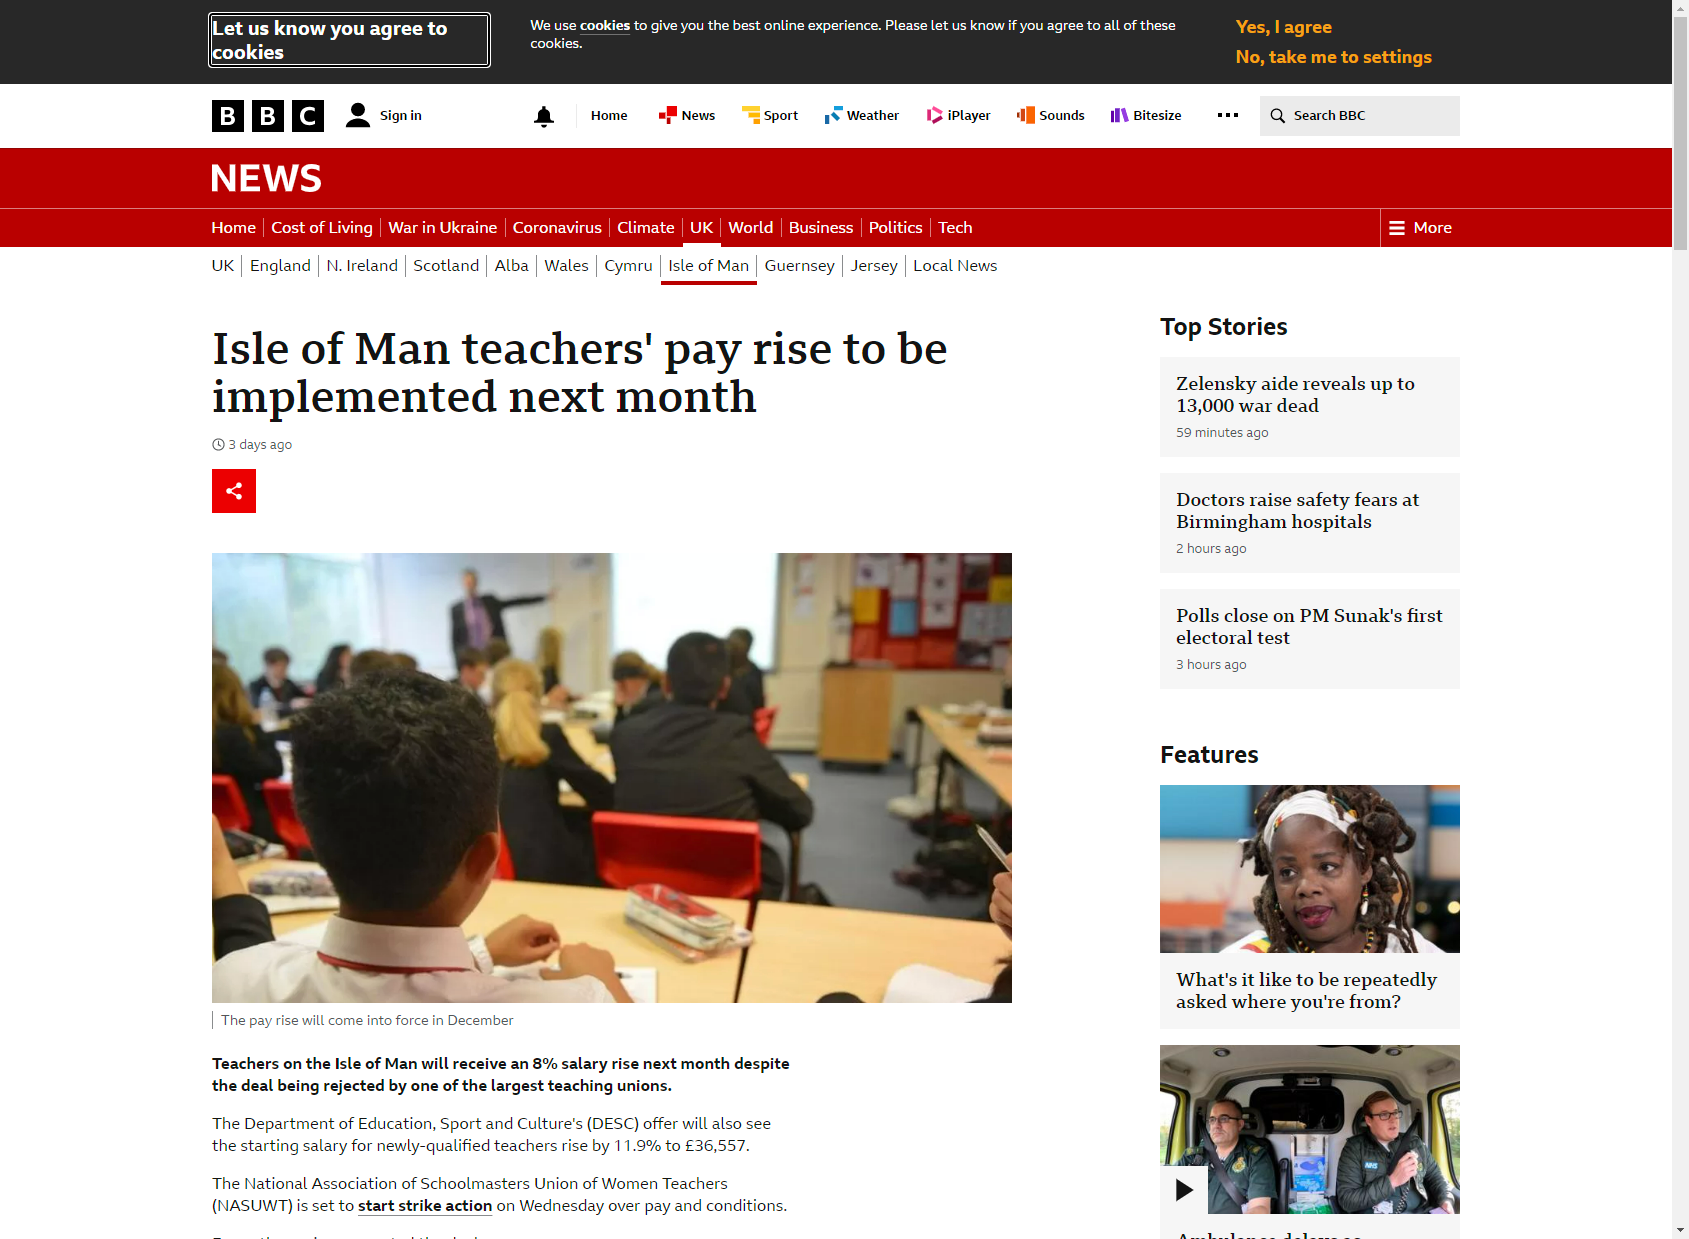 Let us know you agree to
cookies
We use cookies to give you the best online experience. Please let us know if you agree to all of these
cookies.
Yes, I agree
No, take me to settings
BBC
Sign in
Home
News
Sport
Weather
iPlayer
Sounds
Bitesize
Search BBC
NEWS
Home
Cost of Living
War in Ukraine
Coronavirus
Climate
UK
World
Business
Politics
Tech
More
UK
England
N. Ireland
Scotland
Alba
Wales
Cymru
Isle of Man
Guernsey
Jersey
Local News
Isle of Man teachers' pay rise to be
implemented next month
3 days ago
The pay rise will come into force in December
Teachers on the Isle of Man will receive an 8% salary rise next month despite
the deal being rejected by one of the largest teaching unions.
The Department of Education, Sport and Culture's (DESC) offer will also see
the starting salary for newly-qualified teachers rise by 11.9% to £36,557.
The National Association of Schoolmasters Union of Women Teachers
(NASUWT) is set to start strike action on Wednesday over pay and conditions.
Top Stories
Zelensky aide reveals up to
13,000 war dead
59 minutes ago
Doctors raise safety fears at
Birmingham hospitals
2 hours ago
Polls close on PM Sunak's first
electoral test
3 hours ago
Features
What's it like to be repeatedly
asked where you're from?
NHS